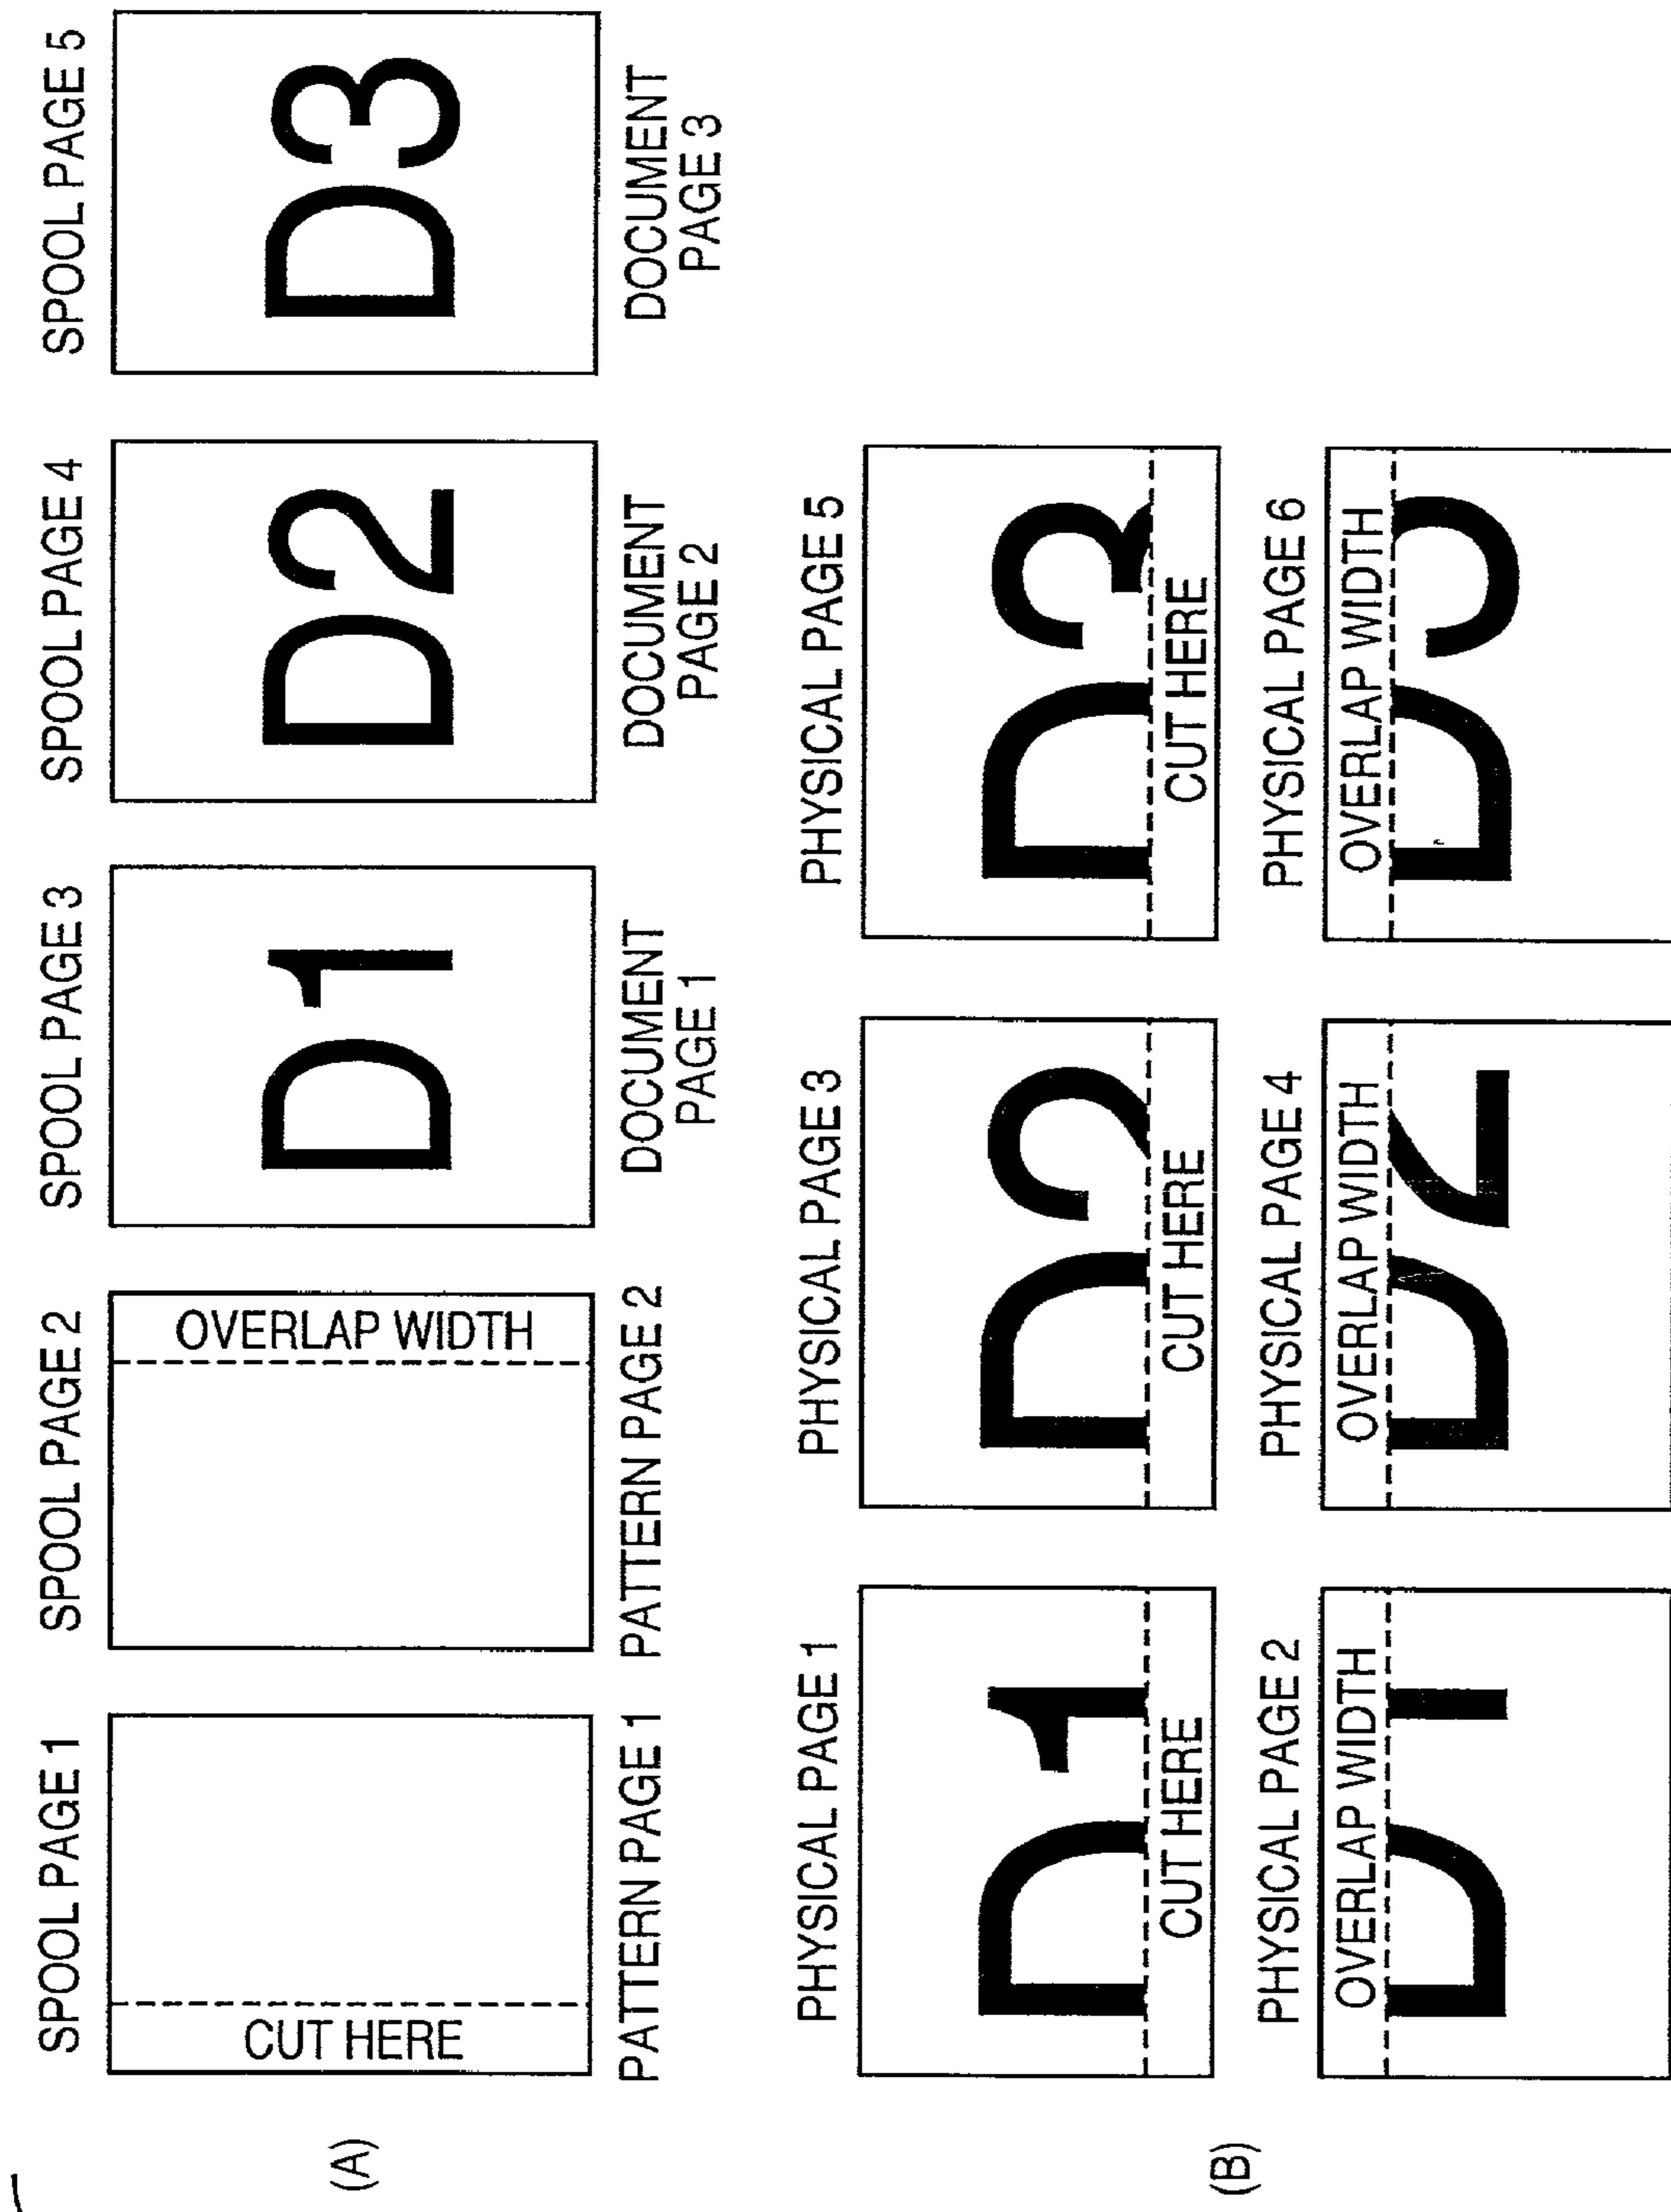 (A)
SPOOL PAGE 1
CUT HERE
PATTERN PAGE 1
SPOOL PAGE 2
OVERLAP WIDTH
PATTERN PAGE 2
SPOOL PAGE 3
D1
DOCUMENT
PAGE 1
SPOOL PAGE 4
D2
DOCUMENT
PAGE 2
SPOOL PAGE 5
D3
DOCUMENT
PAGE 3
(B)
PHYSICAL PAGE 1
D1
CUT HERE
PHYSICAL PAGE 3
D2
CUT HERE
PHYSICAL PAGE 5
D3
CUT HERE
PHYSICAL PAGE 2
OVERLAP WIDTH
D1
PHYSICAL PAGE 4
OVERLAP WIDTH
D2
PHYSICAL PAGE 6
OVERLAP WIDTH
D3